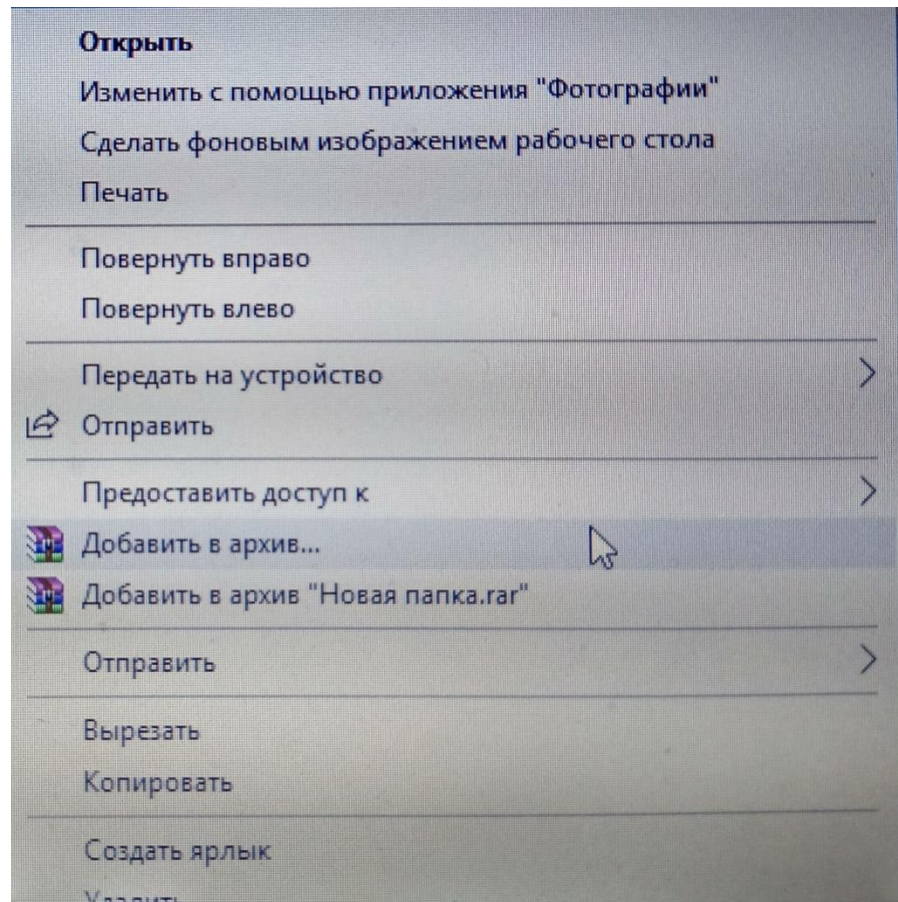 Открыть
Изменить с помощью приложения "Фотографии"
Сделать фоновым изображением рабочего стола
Печать
Повернуть вправо
Повернуть влево
Передать на устройство
Отправить
Предоставить доступ к
Добавить в архив...
Добавить в архив "Новая папка.rar"
Отправить
Вырезать
Копировать
Создать ярлык